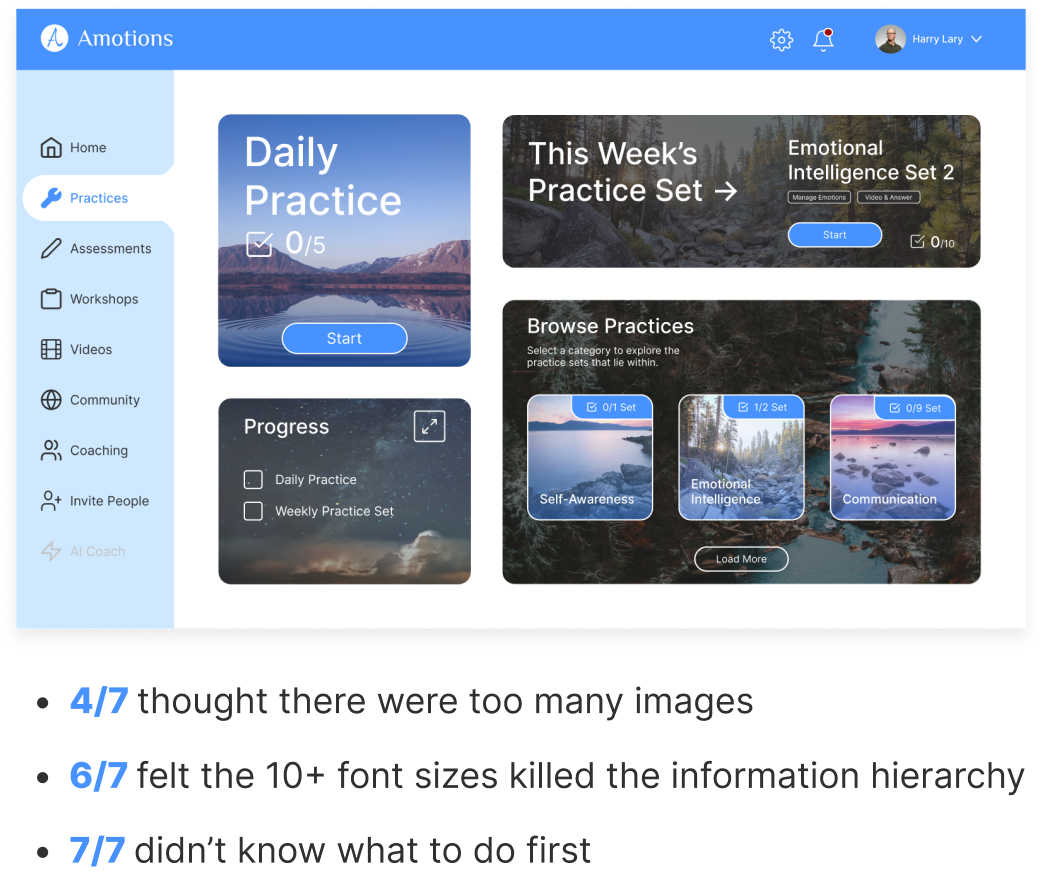 Amotions
Harry Lary
Home
Practices
Assessments
Workshops
Videos
Community
Coaching
Invite People
AI Coach
Daily
Practice
0/5
Start
This Week’s
Practice Set →
Emotional
Intelligence Set 2
Manage Emotions
Video & Answer
Start
0/10
Progress
Daily Practice
Weekly Practice Set
Browse Practices
Select a category to explore the
practice sets that lie within.
0/1 Set
Self-Awareness
1/2 Set
Emotional
Intelligence
0/9 Set
Communication
Load More
• 4/7 thought there were too many images
• 6/7 felt the 10+ font sizes killed the information hierarchy
• 7/7 didn’t know what to do first